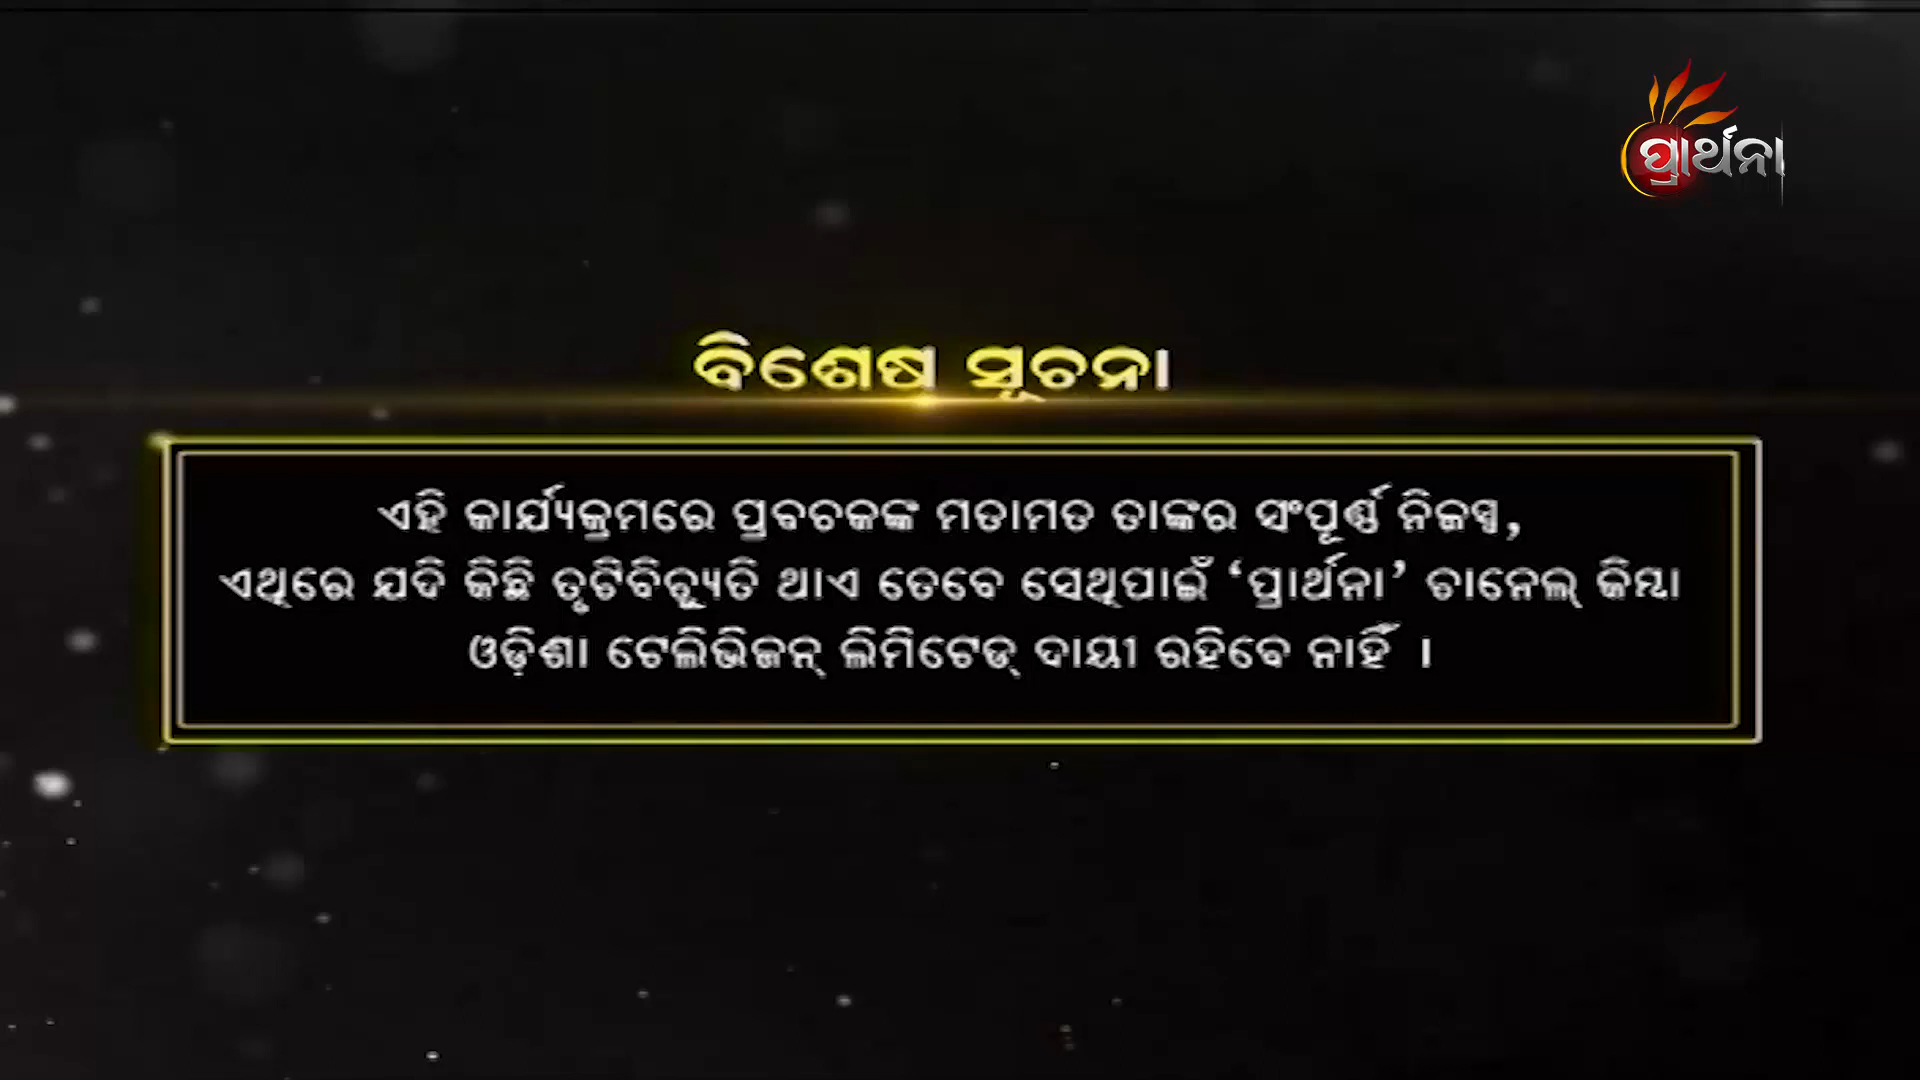 ପ୍ରାର୍ଥନା
ବିଶେଷ ସୂଚନା
ଏହି କାର୍ଯ୍ୟକ୍ରମରେ ପ୍ରବଚକଙ୍କ ମତାମତ ତାଙ୍କର ସଂପୂର୍ଣ୍ଣ ନିଜସ୍ୱ,
ଏଥିରେ ଯଦି କିଛି ତୃଟିବିଚ୍ୟୁତି ଥାଏ ତେବେ ସେଥିପାଇଁ ‘ପ୍ରାର୍ଥନା’ ଚାନେଲ୍ କିମ୍ୱା
ଓଡ଼ିଶା ଟେଲିଭିଜନ୍ ଲିମିଟେଡ୍ ଦାୟୀ ରହିବେ ନାହିଁ ।